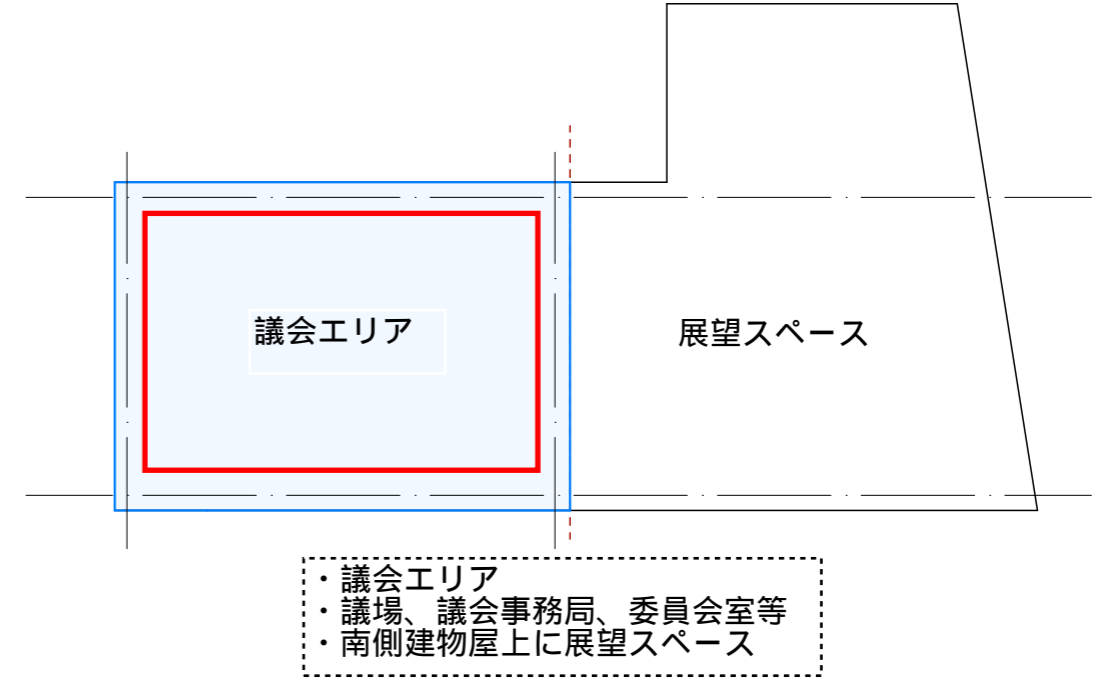 議会エリア
展望スペース
・議会エリア
・議場、議会事務局、委員会室等
・南側建物屋上に展望スペース